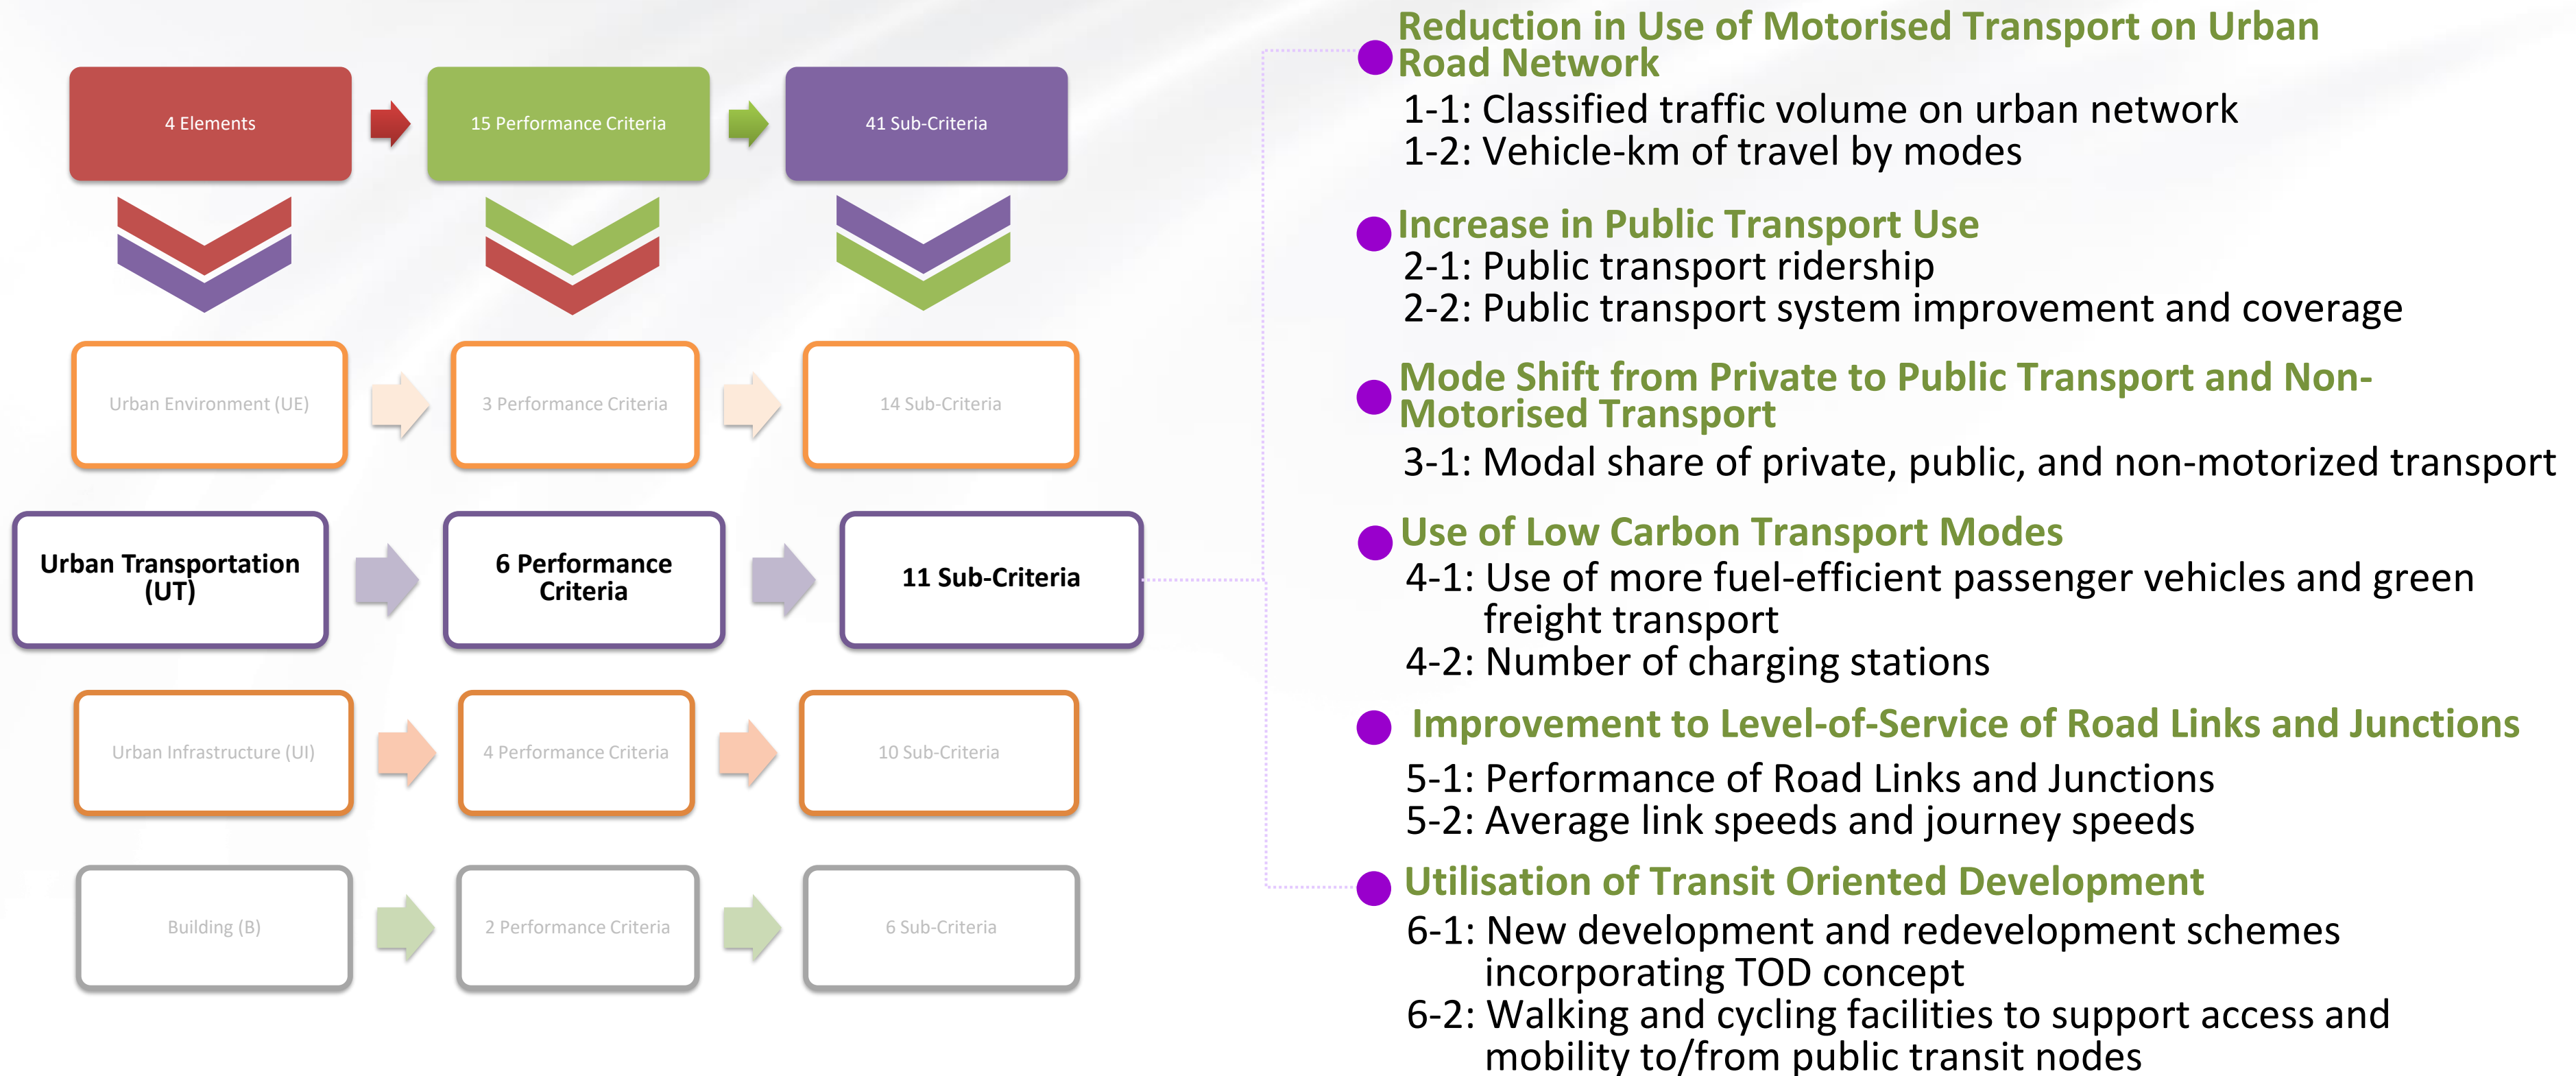 4 Elements
15 Performance Criteria
41 Sub-Criteria
Urban Environment (UE)
3 Performance Criteria
14 Sub-Criteria
Urban Transportation
(UT)
6 Performance
Criteria
11 Sub-Criteria
Urban Infrastructure (UI)
4 Performance Criteria
10 Sub-Criteria
Building (B)
2 Performance Criteria
6 Sub-Criteria
Reduction in Use of Motorised Transport on Urban
Road Network
1-1: Classified traffic volume on urban network
1-2: Vehicle-km of travel by modes
Increase in Public Transport Use
2-1: Public transport ridership
2-2: Public transport system improvement and coverage
Mode Shift from Private to Public Transport and Non-
Motorised Transport
3-1: Modal share of private, public, and non-motorized transport
Use of Low Carbon Transport Modes
4-1: Use of more fuel-efficient passenger vehicles and green
freight transport
4-2: Number of charging stations
Improvement to Level-of-Service of Road Links and Junctions
5-1: Performance of Road Links and Junctions
5-2: Average link speeds and journey speeds
Utilisation of Transit Oriented Development
6-1: New development and redevelopment schemes
incorporating TOD concept
6-2: Walking and cycling facilities to support access and
mobility to/from public transit nodes